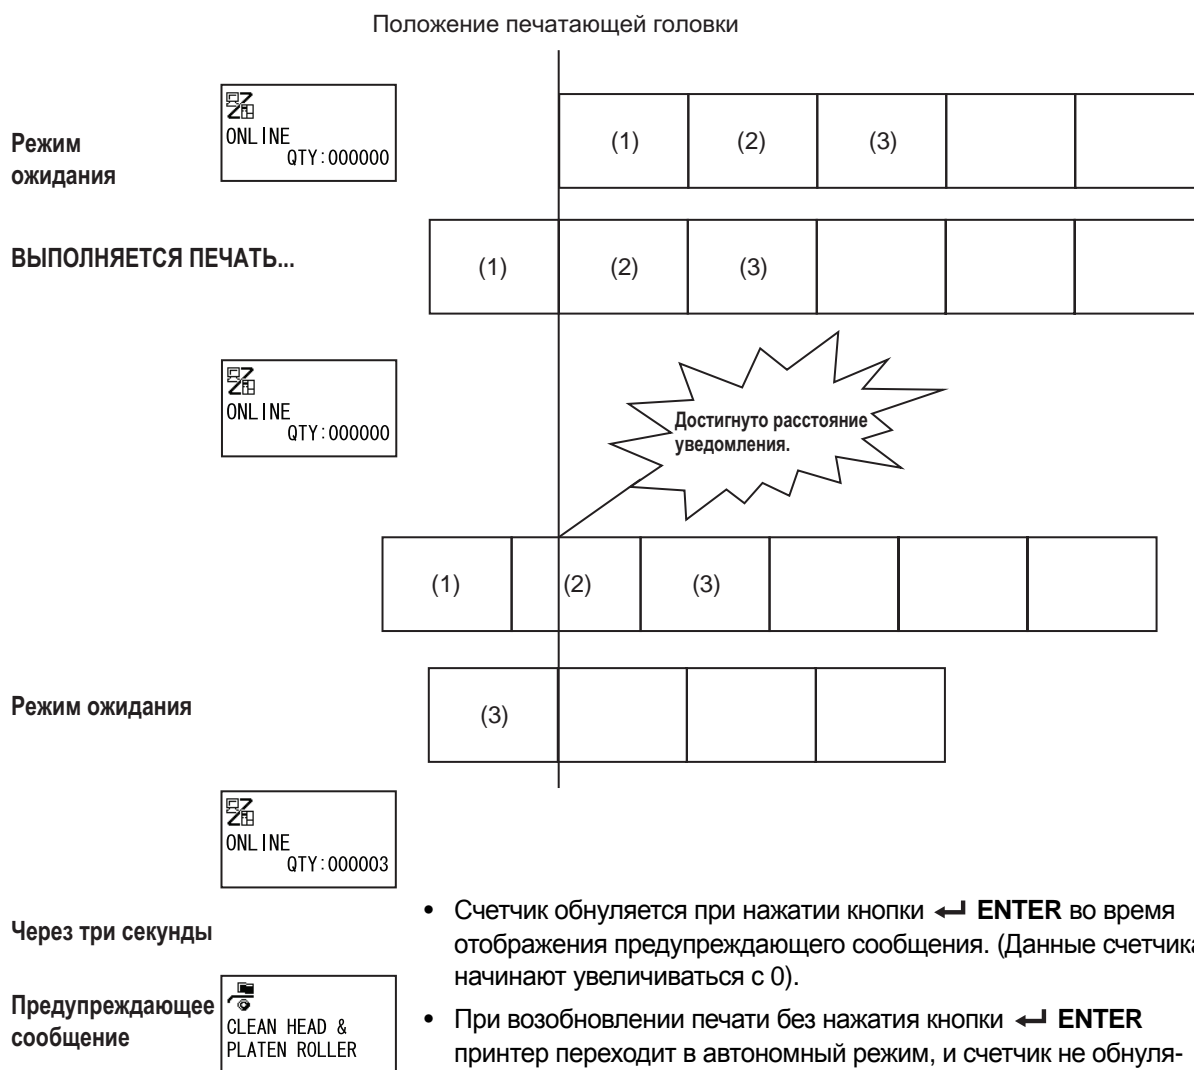 Положение печатающей головки
Режим
ожидания
ONLINE
QTY:000000
(1) (2) (3)
ВЫПОЛНЯЕТСЯ ПЕЧАТЬ...
(1) (2) (3)
ONLINE
QTY:000000
Достигнуто расстояние
уведомления.
(1) (2) (3)
Режим ожидания
(3)
ONLINE
QTY:000003
Через три секунды
Предупреждающее
сообщение
CLEAN HEAD &
PLATEN ROLLER
• Счетчик обнуляется при нажатии кнопки ↵ ENTER во время
отображения предупреждающего сообщения. (Данные счетчика
начинают увеличиваться с 0).
• При возобновлении печати без нажатия кнопки ↵ ENTER
принтер переходит в автономный режим, и счетчик не обнуля-